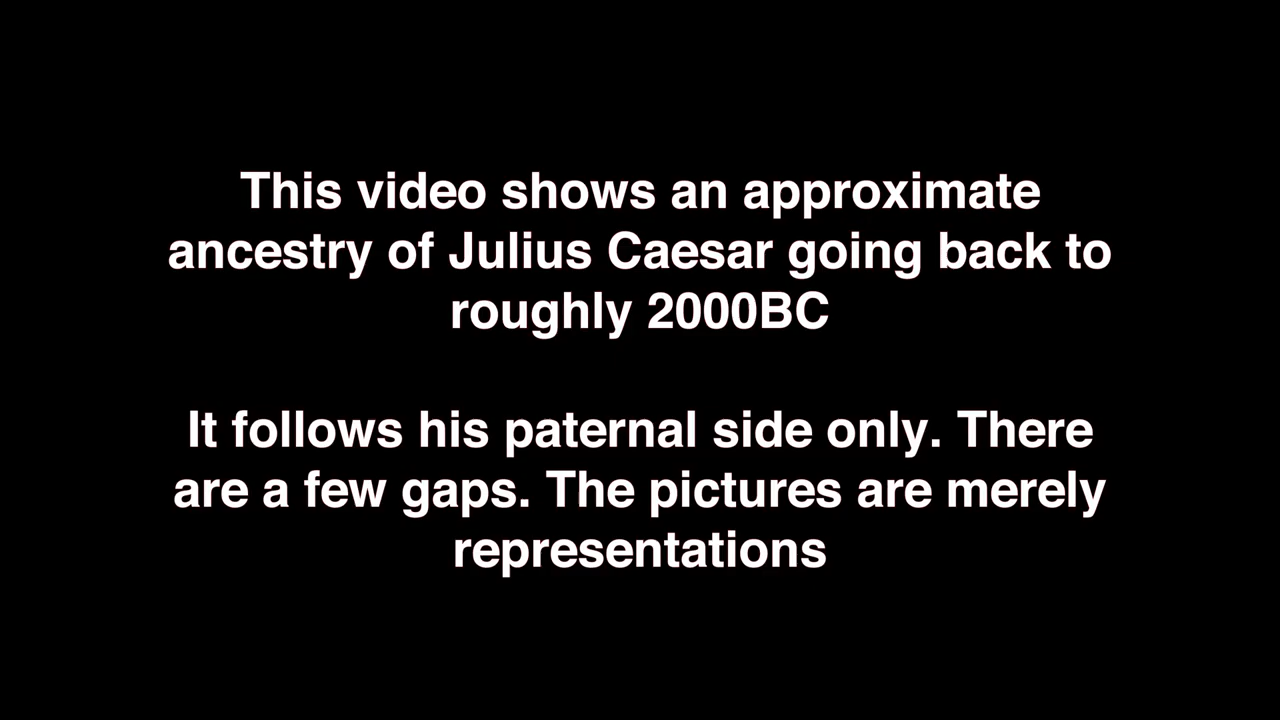 This video shows an approximate
ancestry of Julius Caesar going back to
roughly 2000BC
It follows his paternal side only. There
are a few gaps. The pictures are merely
representations